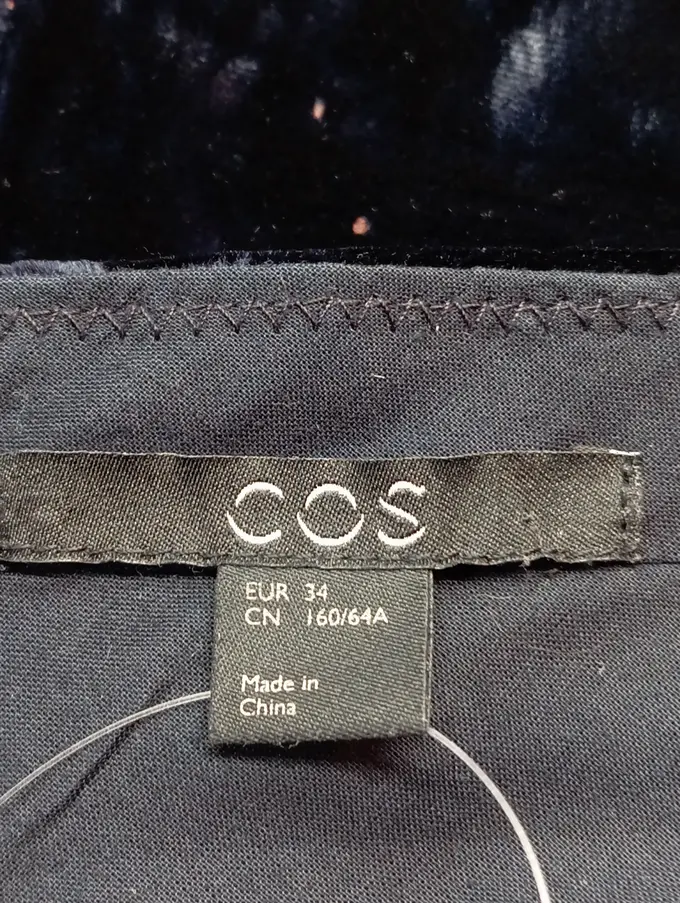 COS
EUR 34
CN 160/64A
Made in
China